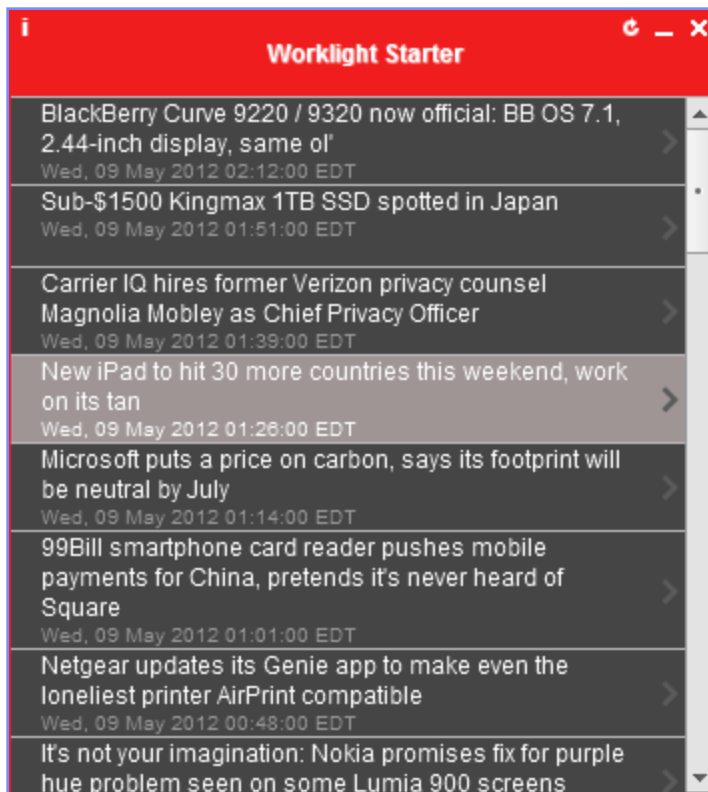 i
Worklight Starter
BlackBerry Curve 9220 / 9320 now official: BB OS 7.1,
2.44-inch display, same ol'
Wed, 09 May 2012 02:12:00 EDT
Sub-$1500 Kingmax 1TB SSD spotted in Japan
Wed, 09 May 2012 01:51:00 EDT
Carrier IQ hires former Verizon privacy counsel
Magnolia Mobley as Chief Privacy Officer
Wed, 09 May 2012 01:39:00 EDT
New iPad to hit 30 more countries this weekend, work
on its tan
Wed, 09 May 2012 01:26:00 EDT
Microsoft puts a price on carbon, says its footprint will
be neutral by July
Wed, 09 May 2012 01:14:00 EDT
99Bill smartphone card reader pushes mobile
payments for China, pretends it's never heard of
Square
Wed, 09 May 2012 01:01:00 EDT
Netgear updates its Genie app to make even the
loneliest printer AirPrint compatible
Wed, 09 May 2012 00:48:00 EDT
It's not your imagination: Nokia promises fix for purple
hue problem seen on some Lumia 900 screens